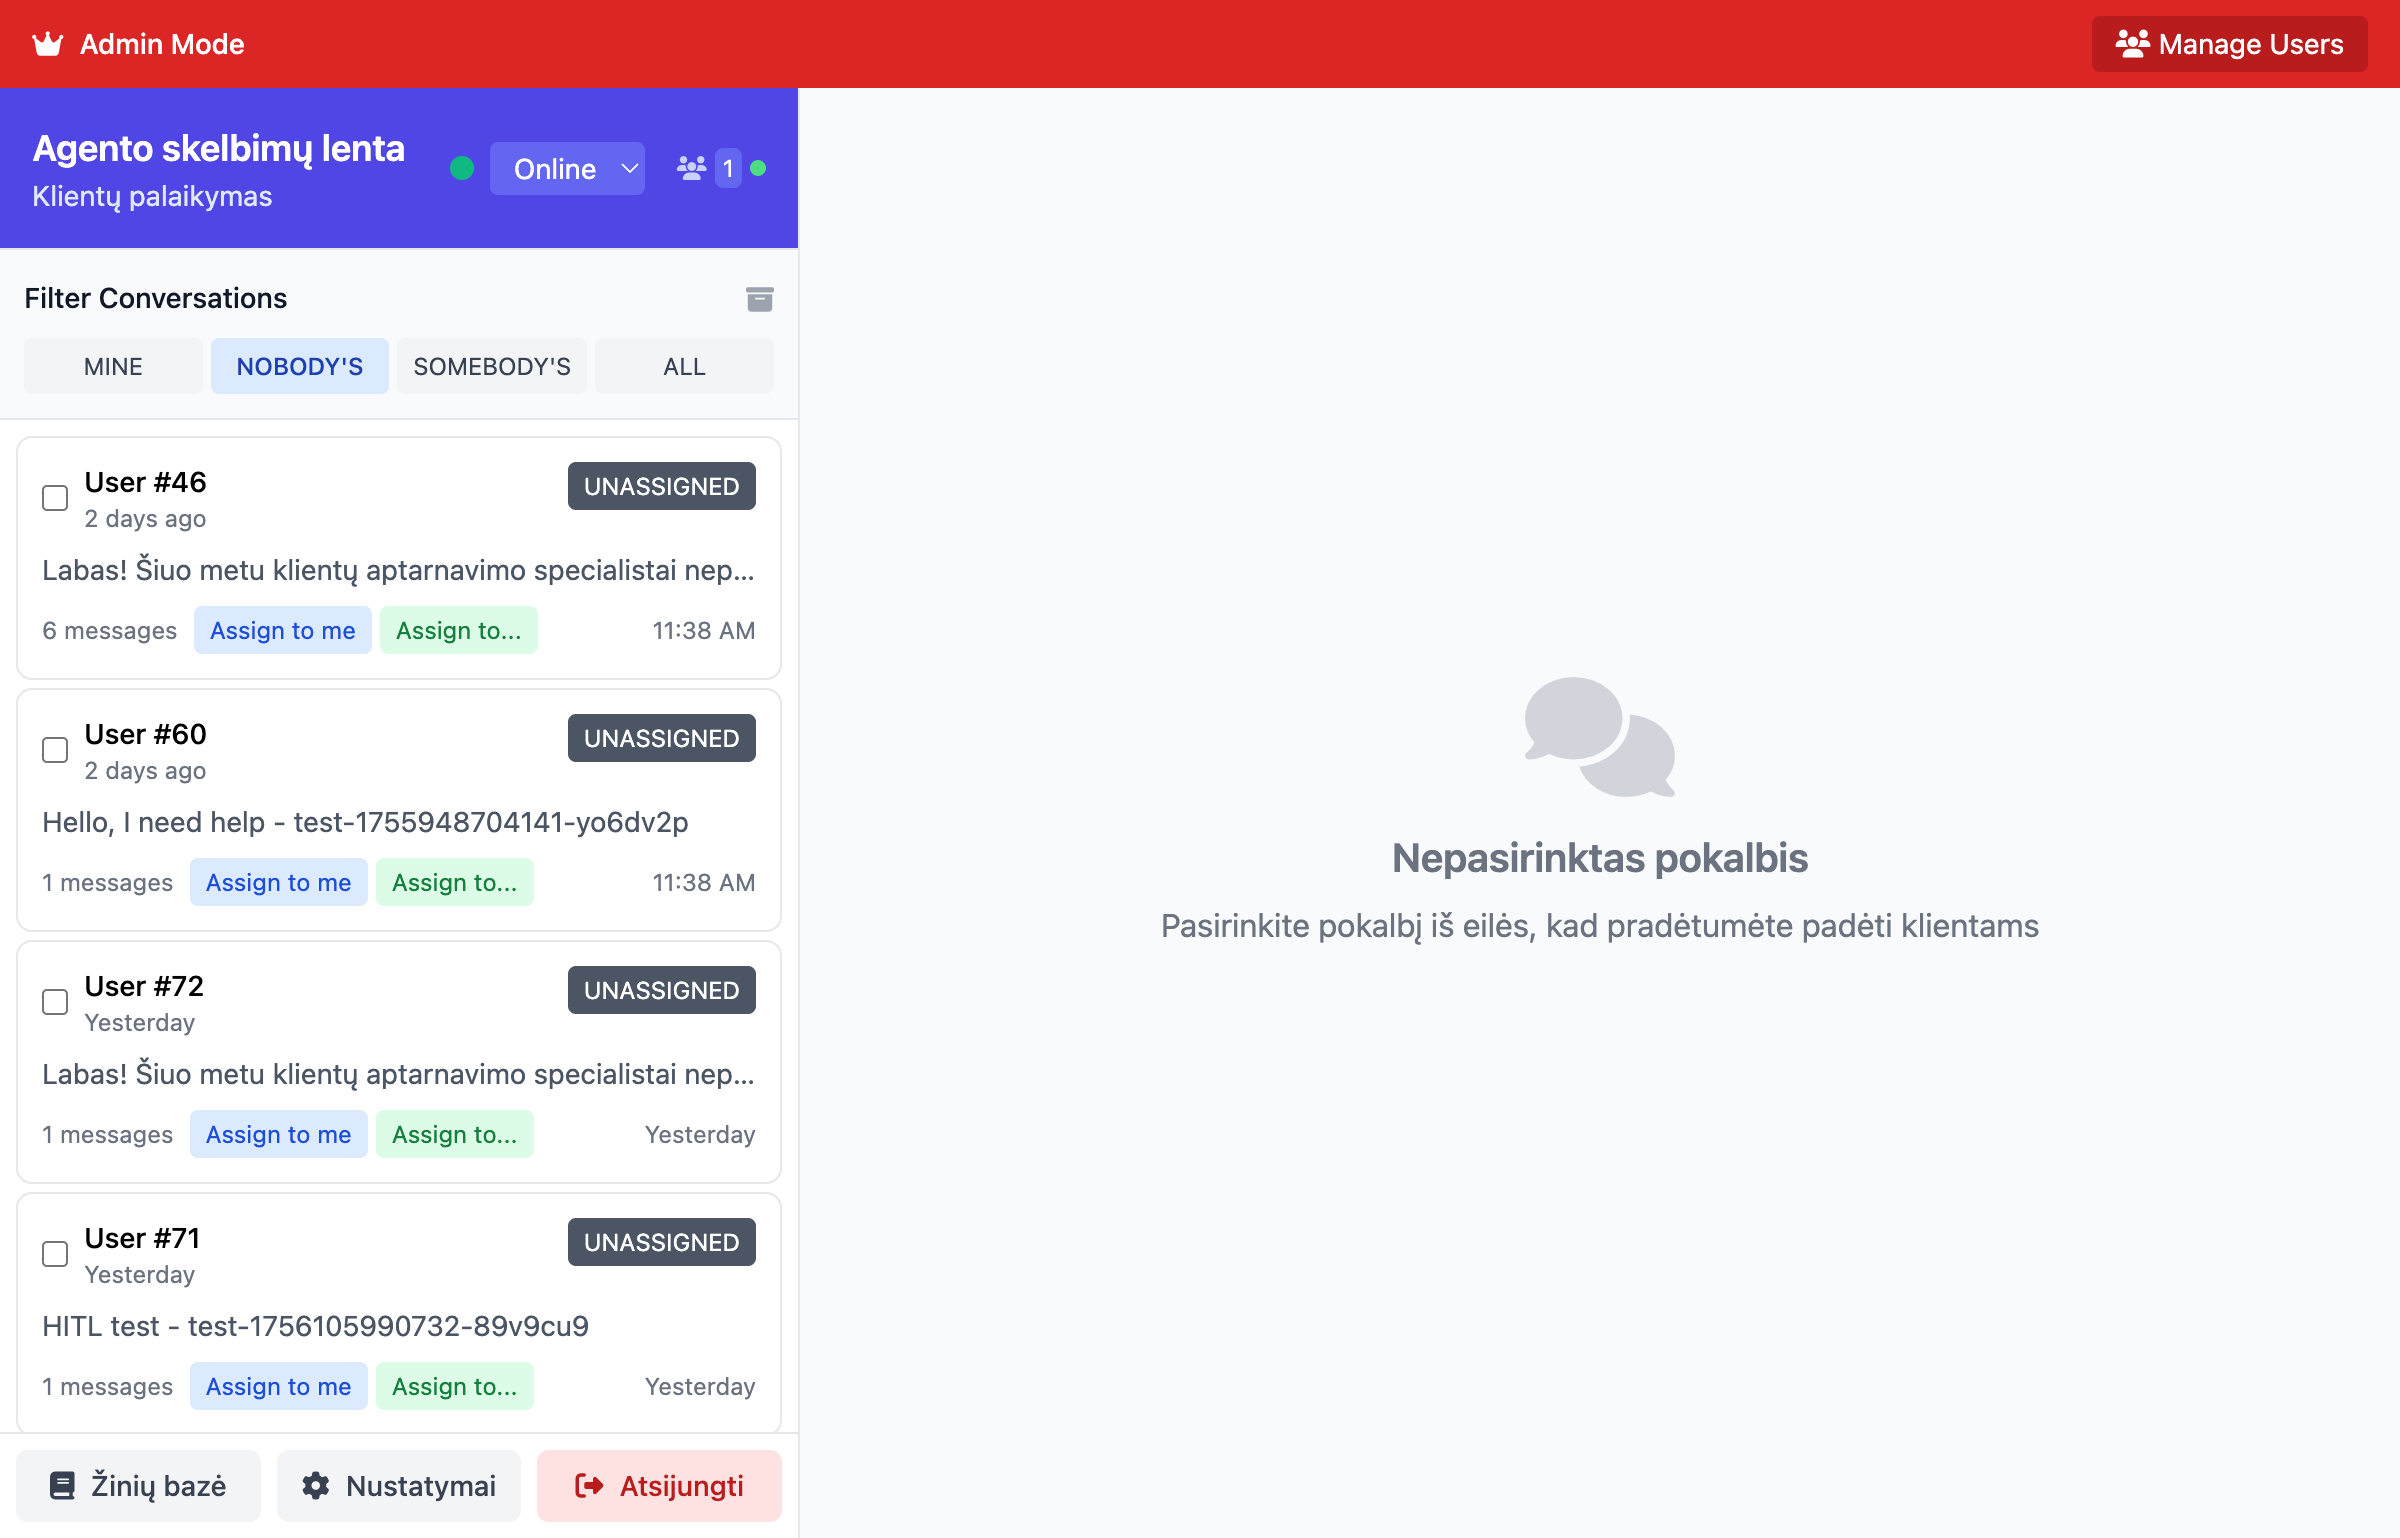 Admin Mode
Manage Users
Agento skelbimų lenta
Klientų palaikymas
Online
1
Filter Conversations
MINE
NOBODY'S
SOMEBODY'S
ALL
User #46
UNASSIGNED
2 days ago
Labas! Šiuo metu klientų aptarnavimo specialistai nep...
6 messages
Assign to me
Assign to...
11:38 AM
User #60
UNASSIGNED
2 days ago
Hello, I need help - test-1755948704141-yo6dv2p
1 messages
Assign to me
Assign to...
11:38 AM
User #72
UNASSIGNED
Yesterday
Labas! Šiuo metu klientų aptarnavimo specialistai nep...
1 messages
Assign to me
Assign to...
Yesterday
User #71
UNASSIGNED
Yesterday
HITL test - test-1756105990732-89v9cu9
1 messages
Assign to me
Assign to...
Yesterday
Žinių bazė
Nustatymai
Atsijungti
Nepasirinktas pokalbis
Pasirinkite pokalbį iš eilės, kad pradėtumėte padėti klientams